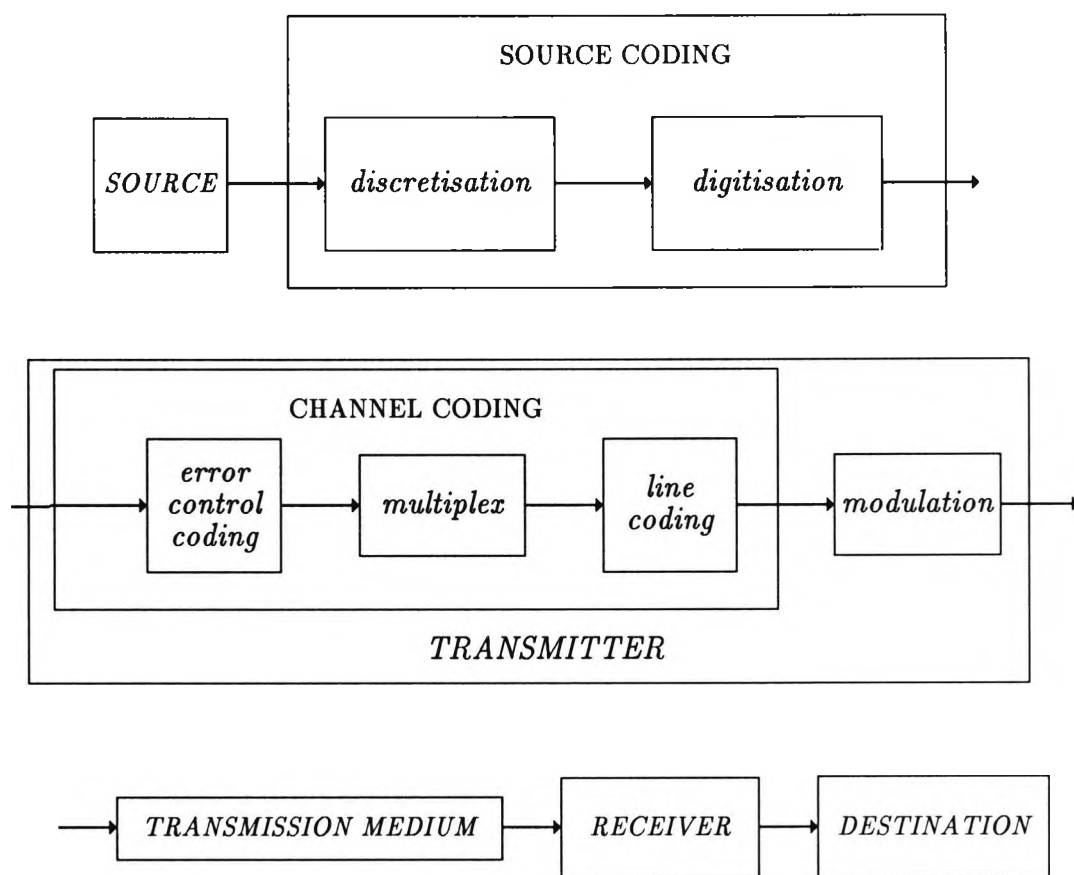 SOURCE CODING
SOURCE
discretisation
digitisation
CHANNEL CODING
error
control
coding
multiplex
line
coding
modulation
TRANSMITTER
TRANSMISSION MEDIUM
RECEIVER
DESTINATION